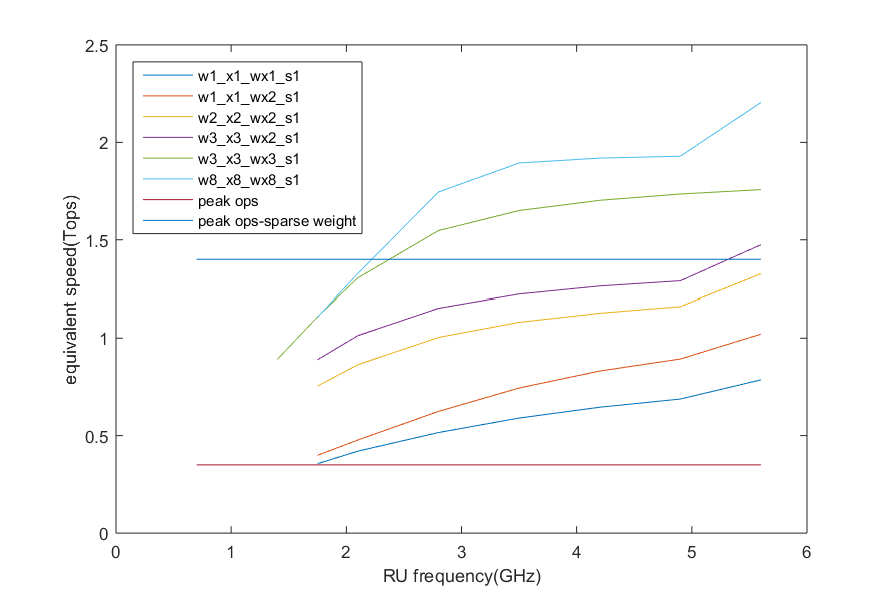 2.5
2
1.5
1
0.5
0
0
1
2
3
4
5
6
equivalent speed(Tops)
RU frequency(GHz)
w1_x1_wx1_s1
w1_x1_wx2_s1
w2_x2_wx2_s1
w3_x3_wx2_s1
w3_x3_wx3_s1
w8_x8_wx8_s1
peak ops
peak ops-sparse weight